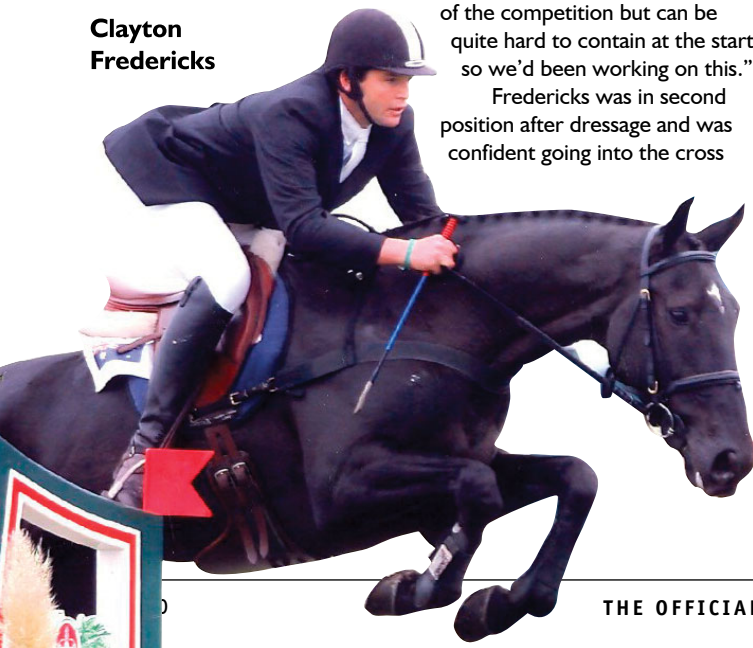 Clayton
Fredericks
of the competition but can be
quite hard to contain at the start
so we'd been working on this."
Fredericks was in second
position after dressage and was
confident going into the cross
THE OFFICIAL